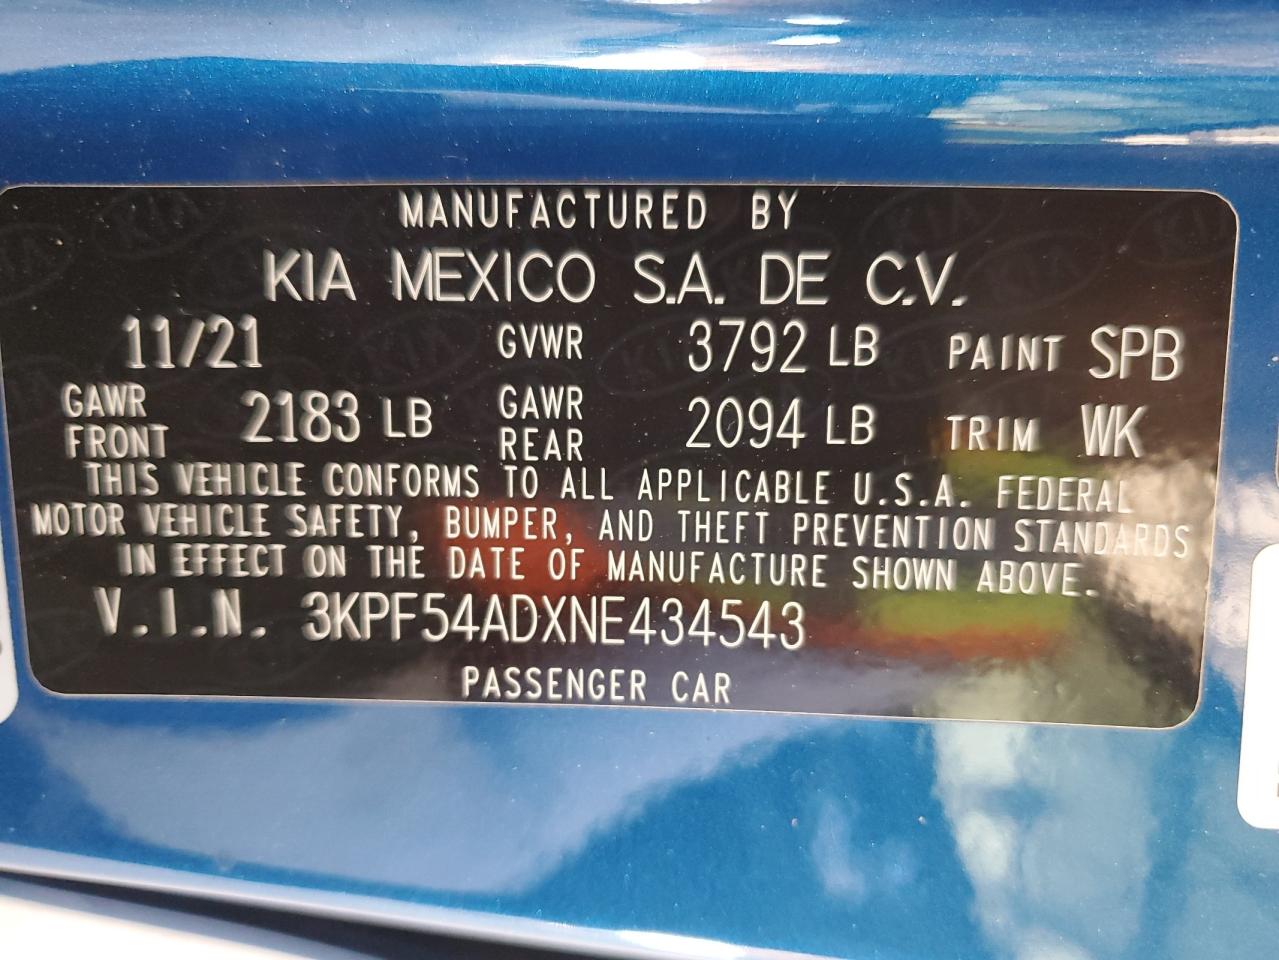 MANUFACTURED BY
KIA MEXICO S.A. DE C.V.
11/21 GVWR 3792 LB PAINT SPB
GAWR FRONT 2183 LB GAWR REAR 2094 LB TRIM WK
THIS VEHICLE CONFORMS TO ALL APPLICABLE U.S.A. FEDERAL
MOTOR VEHICLE SAFETY, BUMPER, AND THEFT PREVENTION STANDARDS
IN EFFECT ON THE DATE OF MANUFACTURE SHOWN ABOVE.
V.I.N. 3KPF54ADXNE434543
PASSENGER CAR